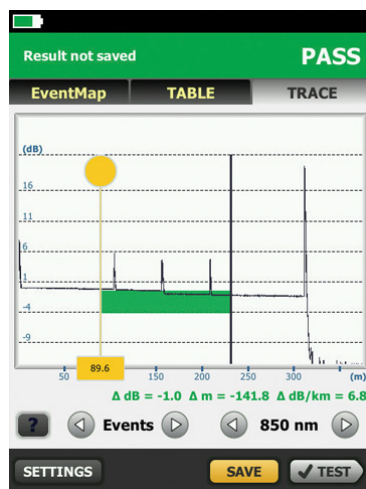 Result not saved
PASS
EventMap TABLE TRACE
(dB)
16
11
6
1
-4
-9
50 89.6 150 200 250 300 (m)
Δ dB = -1.0 Δ m = -141.8 Δ dB/km = 6.8
? Events 850 nm
SETTINGS SAVE TEST